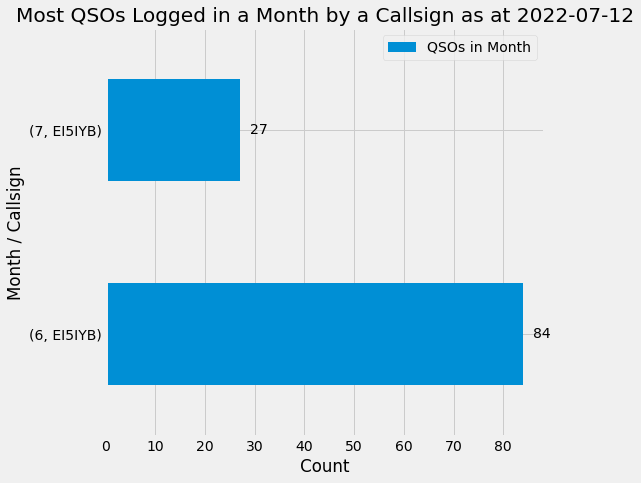 Most QSOs Logged in a Month by a Callsign as at 2022-07-12
QSOs in Month
(7, EI5IYB)
27
Month / Callsign
(6, EI5IYB)
84
0 10 20 30 40 50 60 70 80
Count